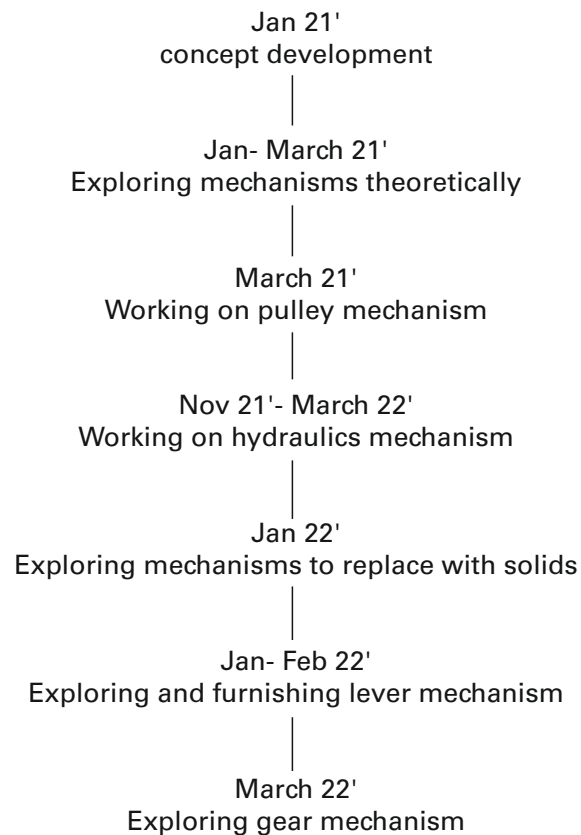 Jan 21'
concept development
Jan- March 21'
Exploring mechanisms theoretically
March 21'
Working on pulley mechanism
Nov 21'- March 22'
Working on hydraulics mechanism
Jan 22'
Exploring mechanisms to replace with solids
Jan- Feb 22'
Exploring and furnishing lever mechanism
March 22'
Exploring gear mechanism